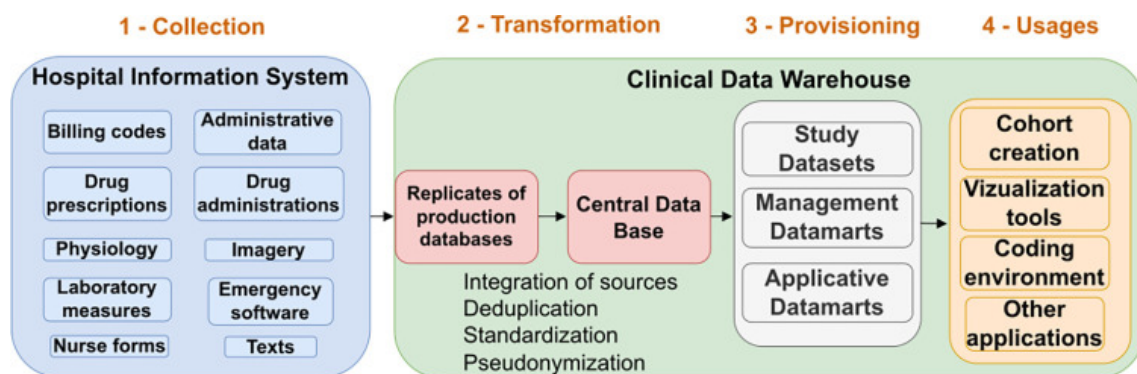 1 - Collection
2 - Transformation
3 - Provisioning
4 - Usages
Hospital Information System
Billing codes
Administrative
data
Drug
prescriptions
Drug
administrations
Physiology
Imagery
Laboratory
measures
Emergency
software
Nurse forms
Texts
Clinical Data Warehouse
Replicates of
production
databases
Central Data
Base
Integration of sources
Deduplication
Standardization
Pseudonymization
Study
Datasets
Management
Datamarts
Applicative
Datamarts
Cohort
creation
Vizualization
tools
Coding
environment
Other
applications